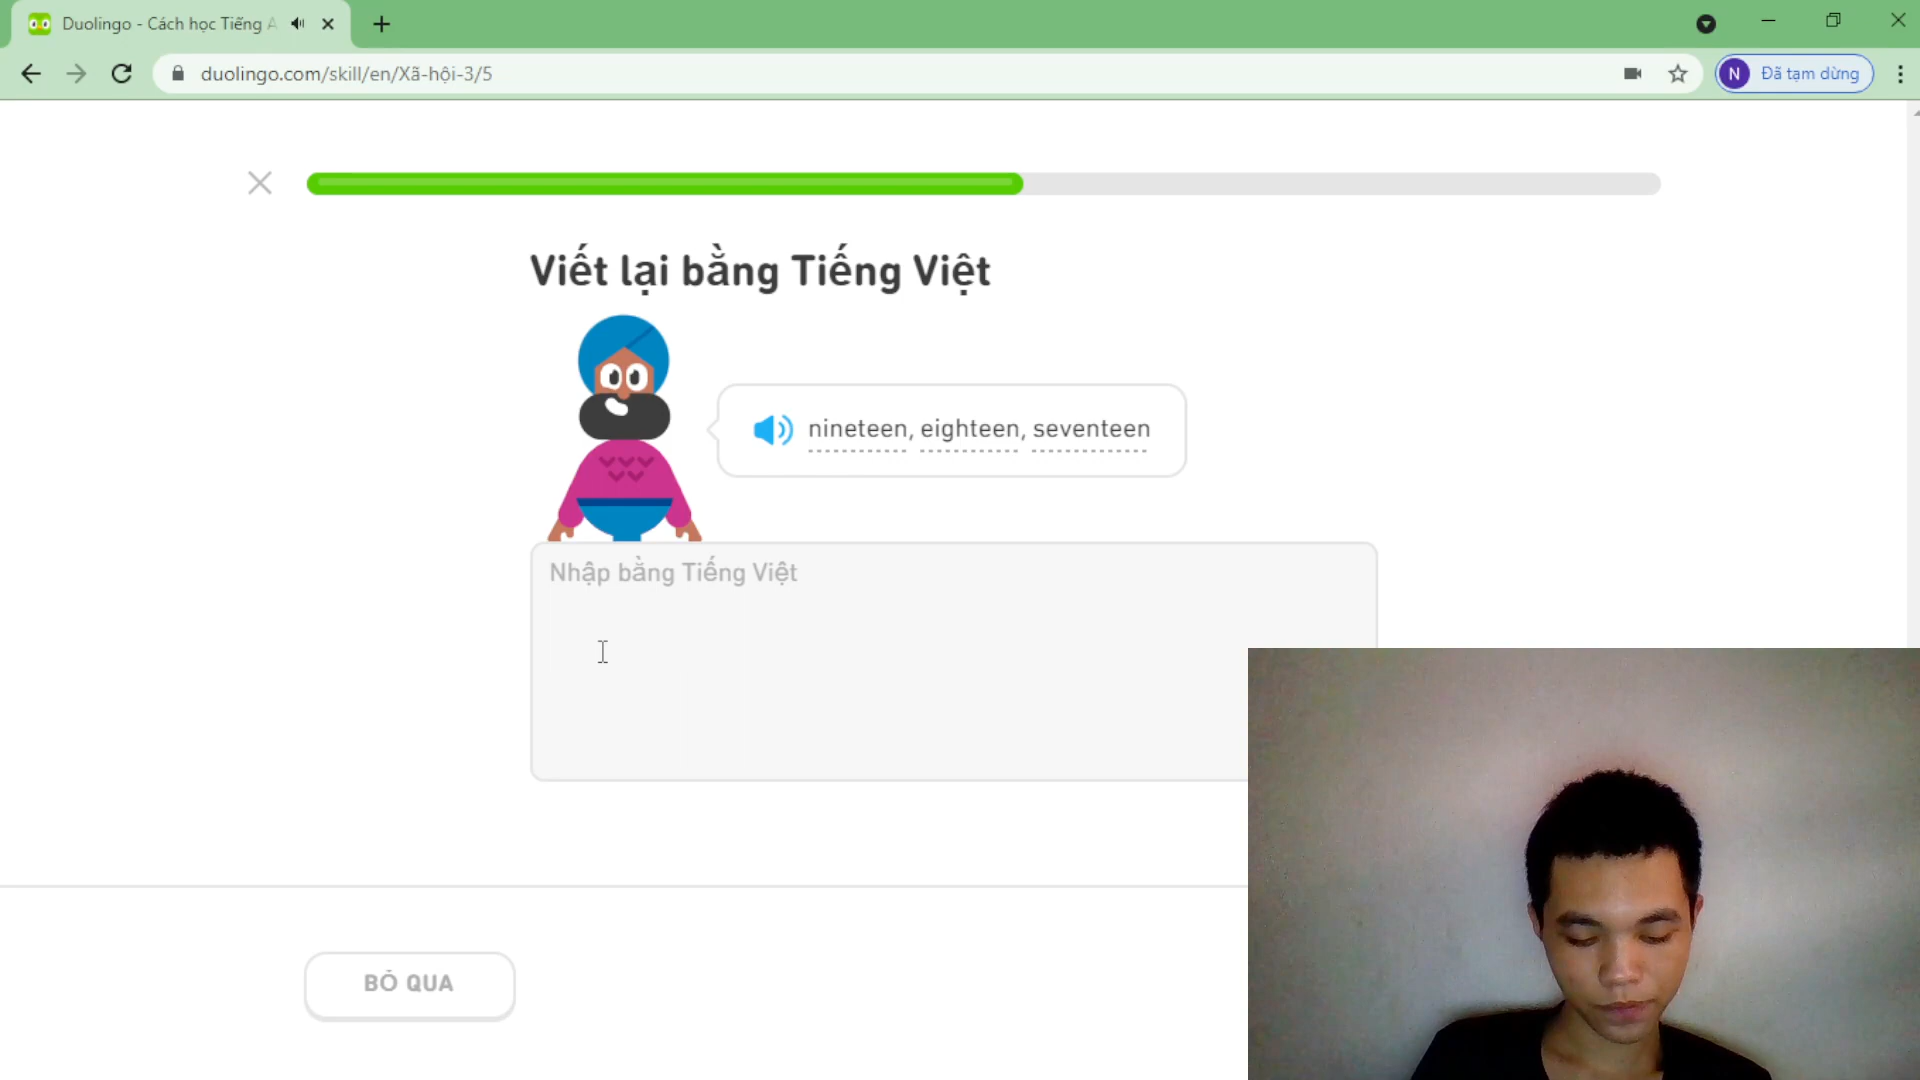 Duolingo - Cách học Tiếng A
duolingo.com/skill/en/Xã-hội-3/5
N Đã tạm dừng
Viết lại bằng Tiếng Việt
nineteen, eighteen, seventeen
Nhập bằng Tiếng Việt
BỎ QUA